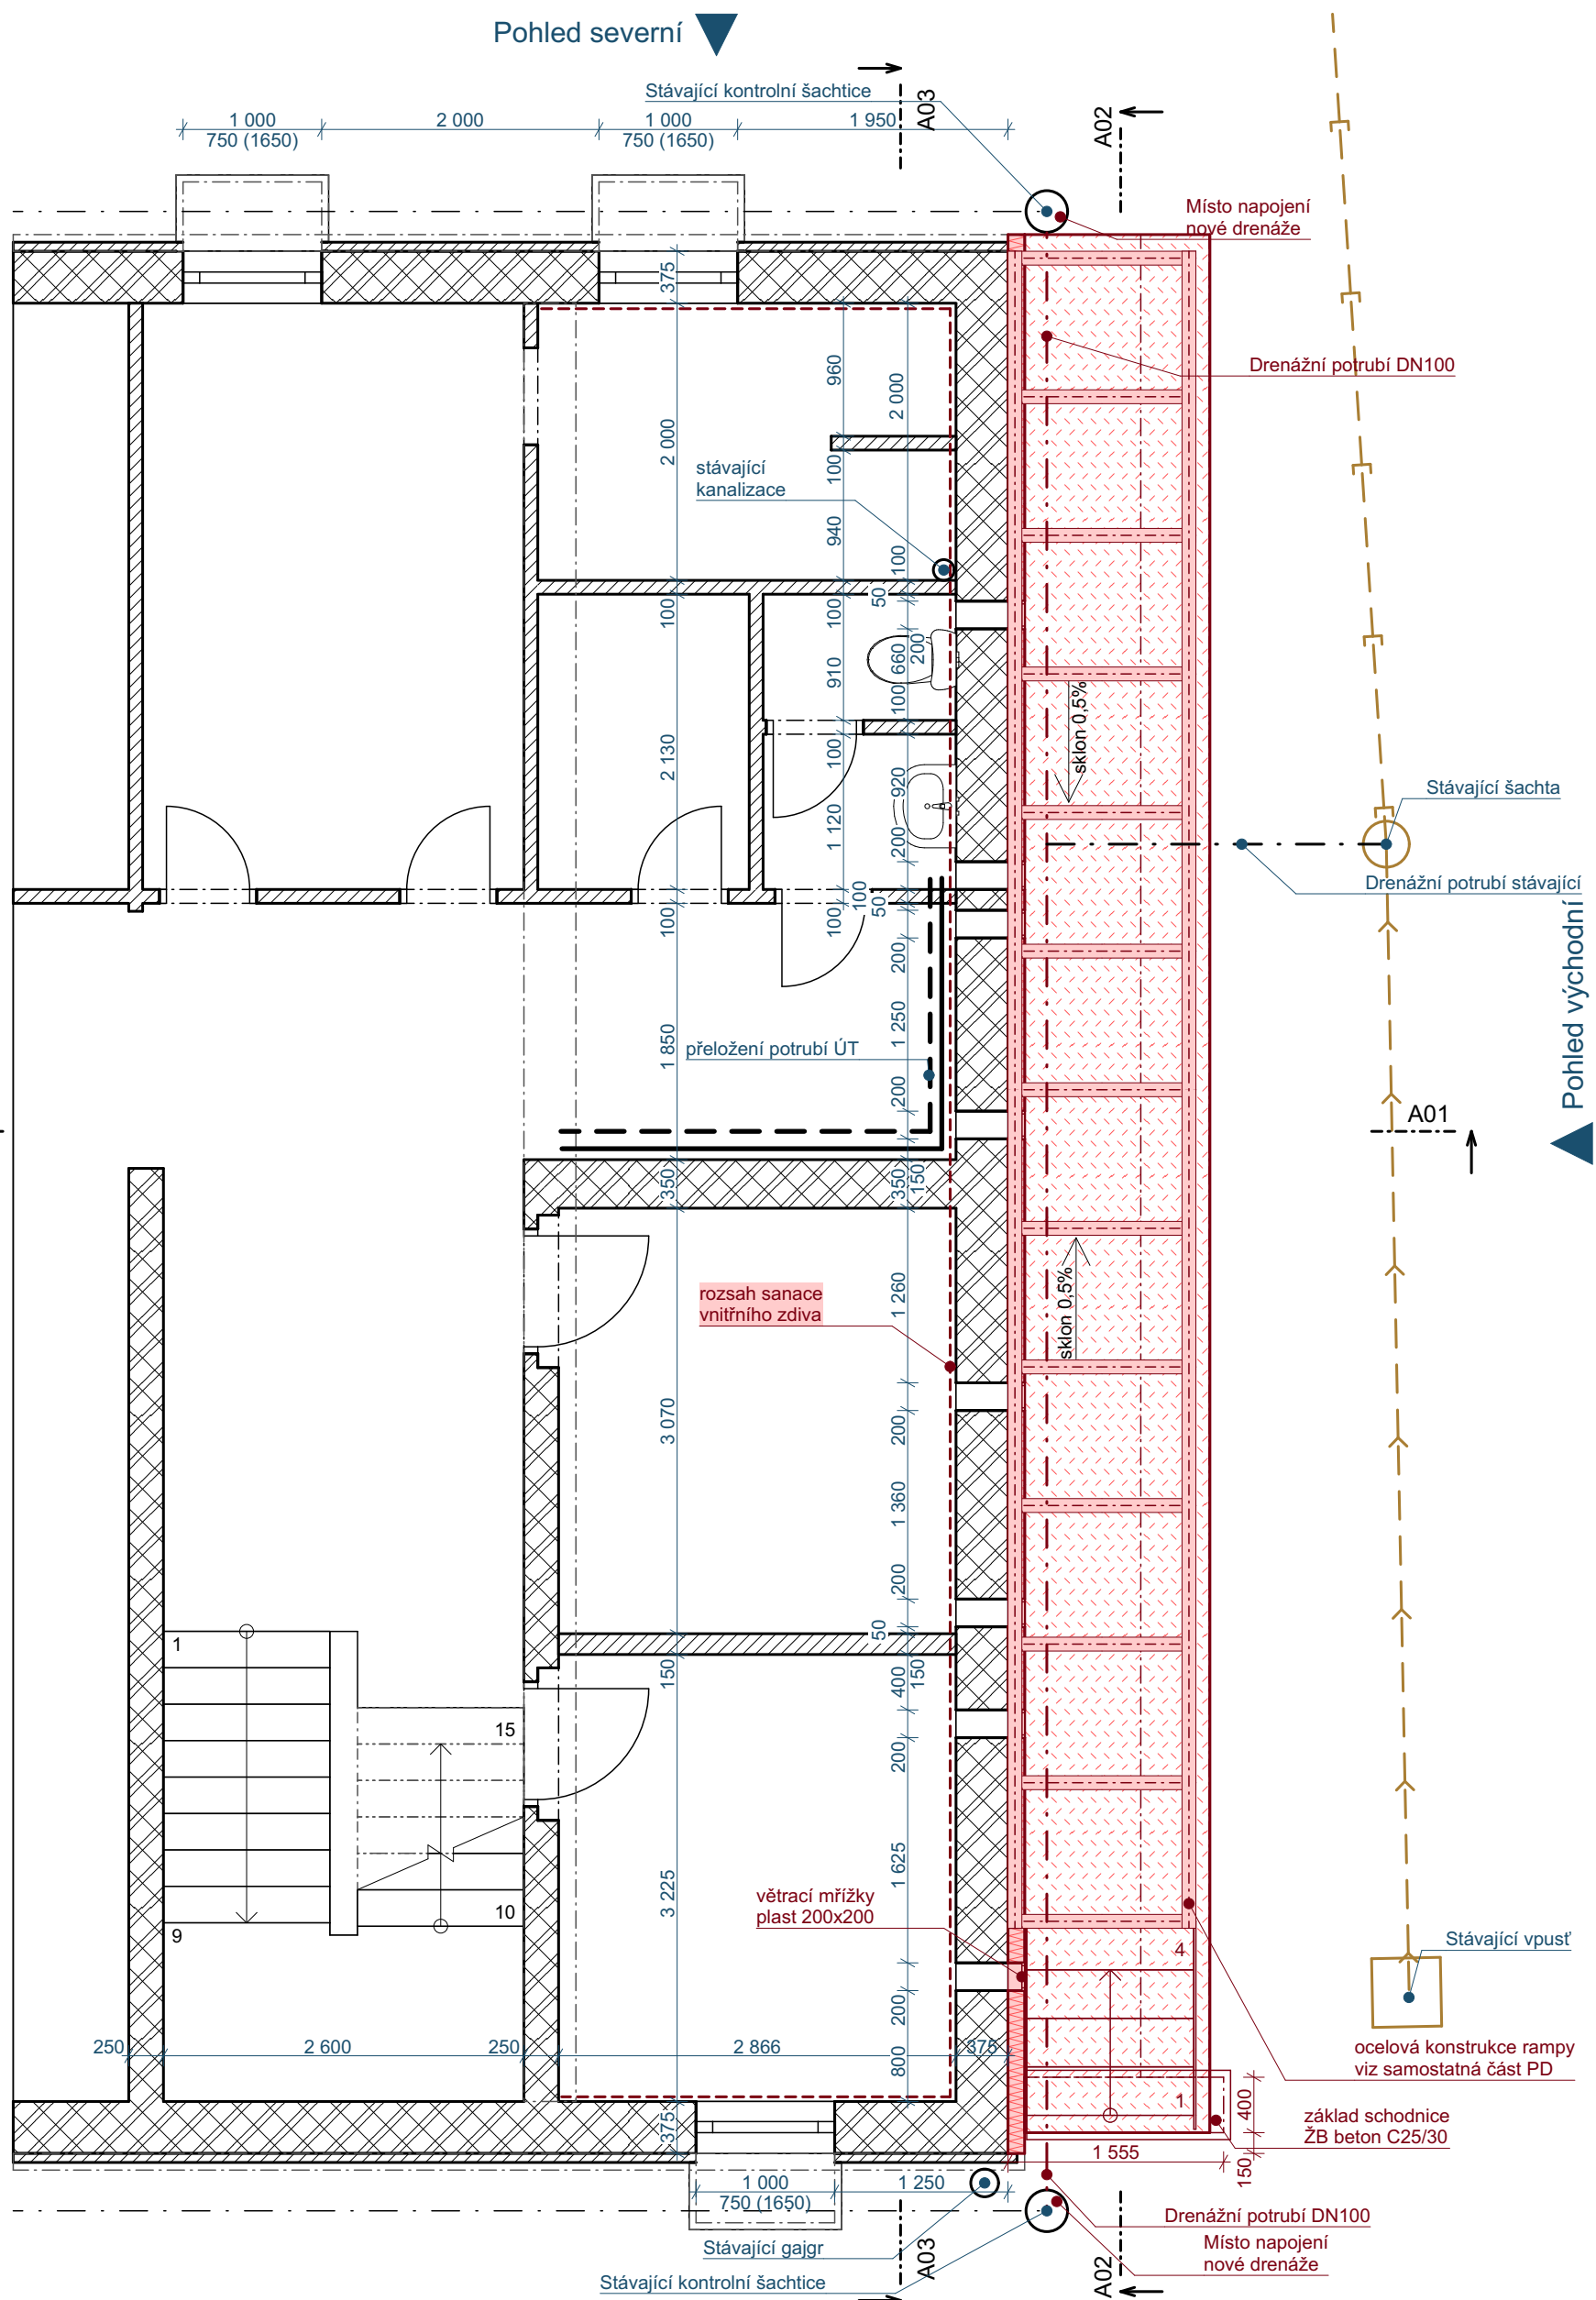 Pohled severní
Stávající kontrolní šachtice
A03
A02
1 000
750 (1650)
2 000
1 000
750 (1650)
1 950
Místo napojení
nové drenáže
375
960
2 000
2 000
Drenážní potrubí DN100
stávající
kanalizace
100
940
100
50
100
100
200
660
910
100
sklon 0,5%
2 130
100
920
1 120
200
Stávající šachta
Drenážní potrubí stávající
100
50
100
100
200
1 250
1 850
přeložení potrubí ÚT
200
Pohled východní
A01
350
350
150
1 260
sklon 0,5%
rozsah sanace
vnitřního zdiva
3 070
200
1 360
200
50
1
150
400
150
15
200
1 625
3 225
větrací mřížky
plast 200x200
10
9
4
Stávající vpusť
200
250
2 600
250
2 866
375
800
ocelová konstrukce rampy
viz samostatná část PD
1
400
základ schodnice
ŽB beton C25/30
375
1 555
150
1 000
750 (1650)
1 250
Drenážní potrubí DN100
Místo napojení
nové drenáže
Stávající gajgr
A03
A02
Stávající kontrolní šachtice